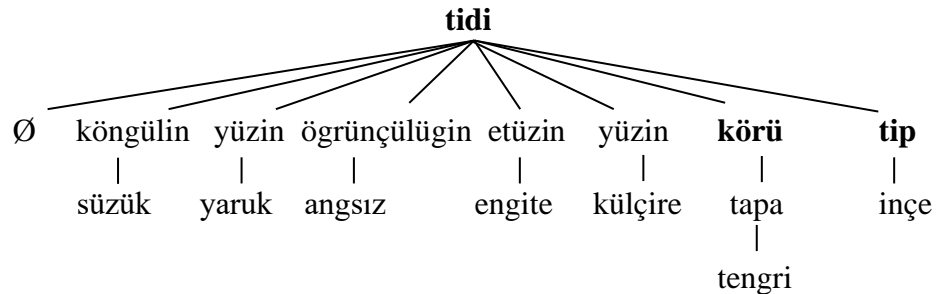 tidi
Ø köngülin yüzin ögrünçülügin etüzin yüzin körü tip
süzük yaruk angsız engite külçire tapa inçe
tengri